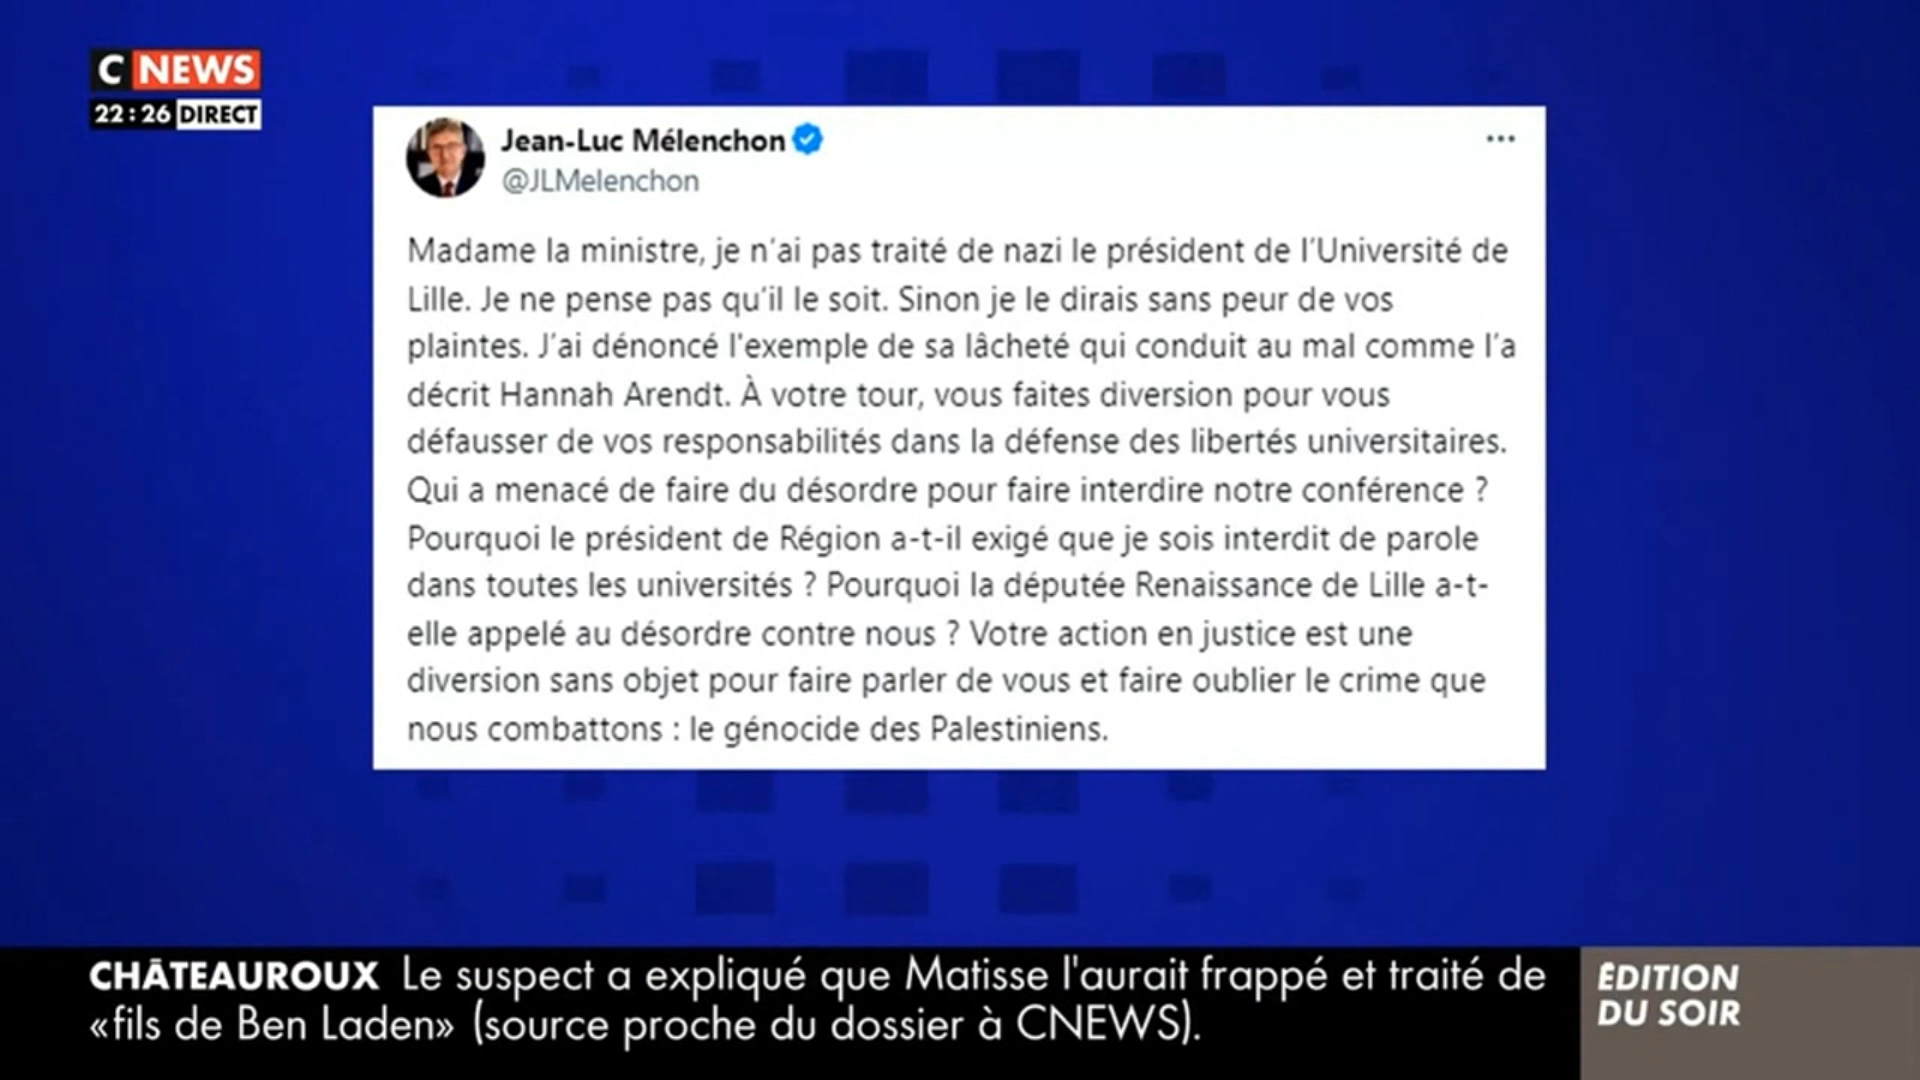 C NEWS
22:26 DIRECT
Jean-Luc Mélenchon
@JLMelenchon
Madame la ministre, je n'ai pas traité de nazi le président de l'Université de
Lille. Je ne pense pas qu'il le soit. Sinon je le dirais sans peur de vos
plaintes. J'ai dénoncé l'exemple de sa lâcheté qui conduit au mal comme l'a
décrit Hannah Arendt. À votre tour, vous faites diversion pour vous
défausser de vos responsabilités dans la défense des libertés universitaires.
Qui a menacé de faire du désordre pour faire interdire notre conférence ?
Pourquoi le président de Région a-t-il exigé que je sois interdit de parole
dans toutes les universités ? Pourquoi la députée Renaissance de Lille a-t-
elle appelé au désordre contre nous ? Votre action en justice est une
diversion sans objet pour faire parler de vous et faire oublier le crime que
nous combattons : le génocide des Palestiniens.
CHÂTEAUROUX Le suspect a expliqué que Matisse l'aurait frappé et traité de
«fils de Ben Laden» (source proche du dossier à CNEWS).
ÉDITION
DU SOIR